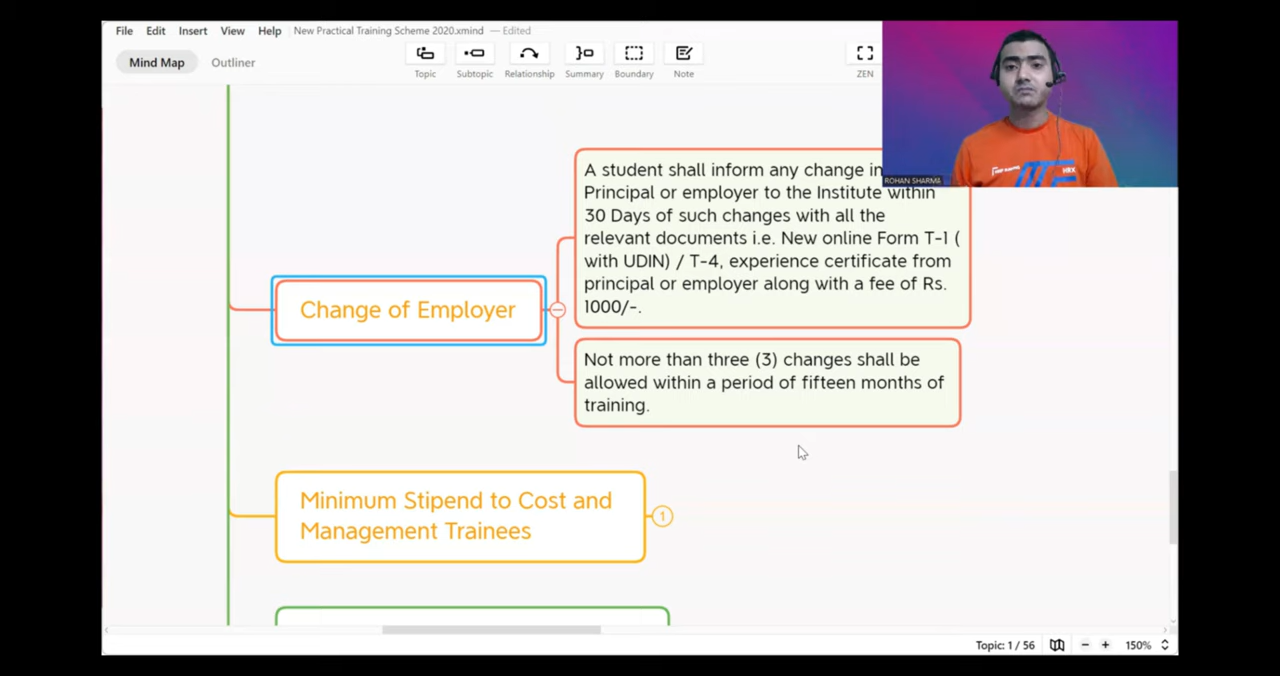 File Edit Insert View Help New Practical Training Scheme 2020.xmind — Edited
Mind Map Outliner
Topic Subtopic Relationship Summary Boundary Note ZEN
ROHAN SHARMA
NRX
A student shall inform any change in
Principal or employer to the Institute within
30 Days of such changes with all the
relevant documents i.e. New online Form T-1 (
with UDIN) / T-4, experience certificate from
principal or employer along with a fee of Rs.
1000/-.
Change of Employer
Not more than three (3) changes shall be
allowed within a period of fifteen months of
training.
Minimum Stipend to Cost and
Management Trainees
1
Topic: 1 / 56 150%